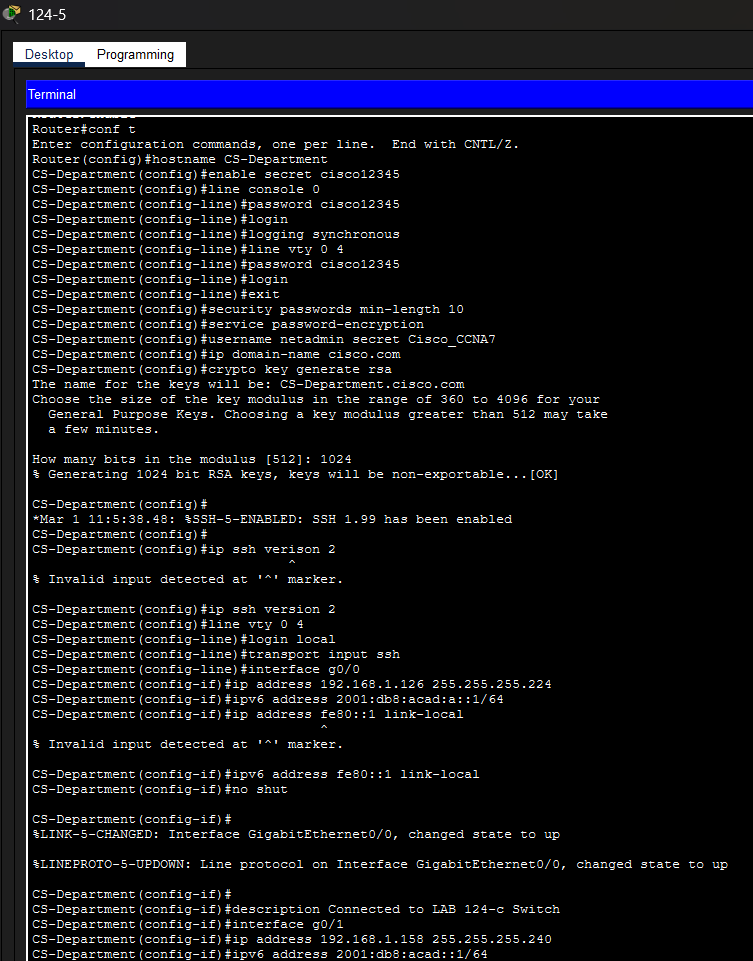 124-5
Desktop Programming
Terminal
Router#conf t
Enter configuration commands, one per line. End with CNTL/Z.
Router(config)#hostname CS-Department
CS-Department(config)#enable secret cisco12345
CS-Department(config)#line console 0
CS-Department(config-line)#password cisco12345
CS-Department(config-line)#login
CS-Department(config-line)#logging synchronous
CS-Department(config-line)#line vty 0 4
CS-Department(config-line)#password cisco12345
CS-Department(config-line)#login
CS-Department(config-line)#exit
CS-Department(config)#security passwords min-length 10
CS-Department(config)#service password-encryption
CS-Department(config)#username netadmin secret Cisco_CCNA7
CS-Department(config)#ip domain-name cisco.com
CS-Department(config)#crypto key generate rsa
The name for the keys will be: CS-Department.cisco.com
Choose the size of the key modulus in the range of 360 to 4096 for your
General Purpose Keys. Choosing a key modulus greater than 512 may take
a few minutes.
How many bits in the modulus [512]: 1024
% Generating 1024 bit RSA keys, keys will be non-exportable...[OK]
CS-Department(config)#
*Mar 1 11:5:38.48: %SSH-5-ENABLED: SSH 1.99 has been enabled
CS-Department(config)#
CS-Department(config)#ip ssh verison 2
^
% Invalid input detected at '^' marker.
CS-Department(config)#ip ssh version 2
CS-Department(config)#line vty 0 4
CS-Department(config-line)#login local
CS-Department(config-line)#transport input ssh
CS-Department(config-line)#interface g0/0
CS-Department(config-if)#ip address 192.168.1.126 255.255.255.224
CS-Department(config-if)#ipv6 address 2001:db8:acad:a::1/64
CS-Department(config-if)#ip address fe80::1 link-local
^
% Invalid input detected at '^' marker.
CS-Department(config-if)#ipv6 address fe80::1 link-local
CS-Department(config-if)#no shut
CS-Department(config-if)#
%LINK-5-CHANGED: Interface GigabitEthernet0/0, changed state to up
%LINEPROTO-5-UPDOWN: Line protocol on Interface GigabitEthernet0/0, changed state to up
CS-Department(config-if)#
CS-Department(config-if)#description Connected to LAB 124-c Switch
CS-Department(config-if)#interface g0/1
CS-Department(config-if)#ip address 192.168.1.158 255.255.255.240
CS-Department(config-if)#ipv6 address 2001:db8:acad::1/64